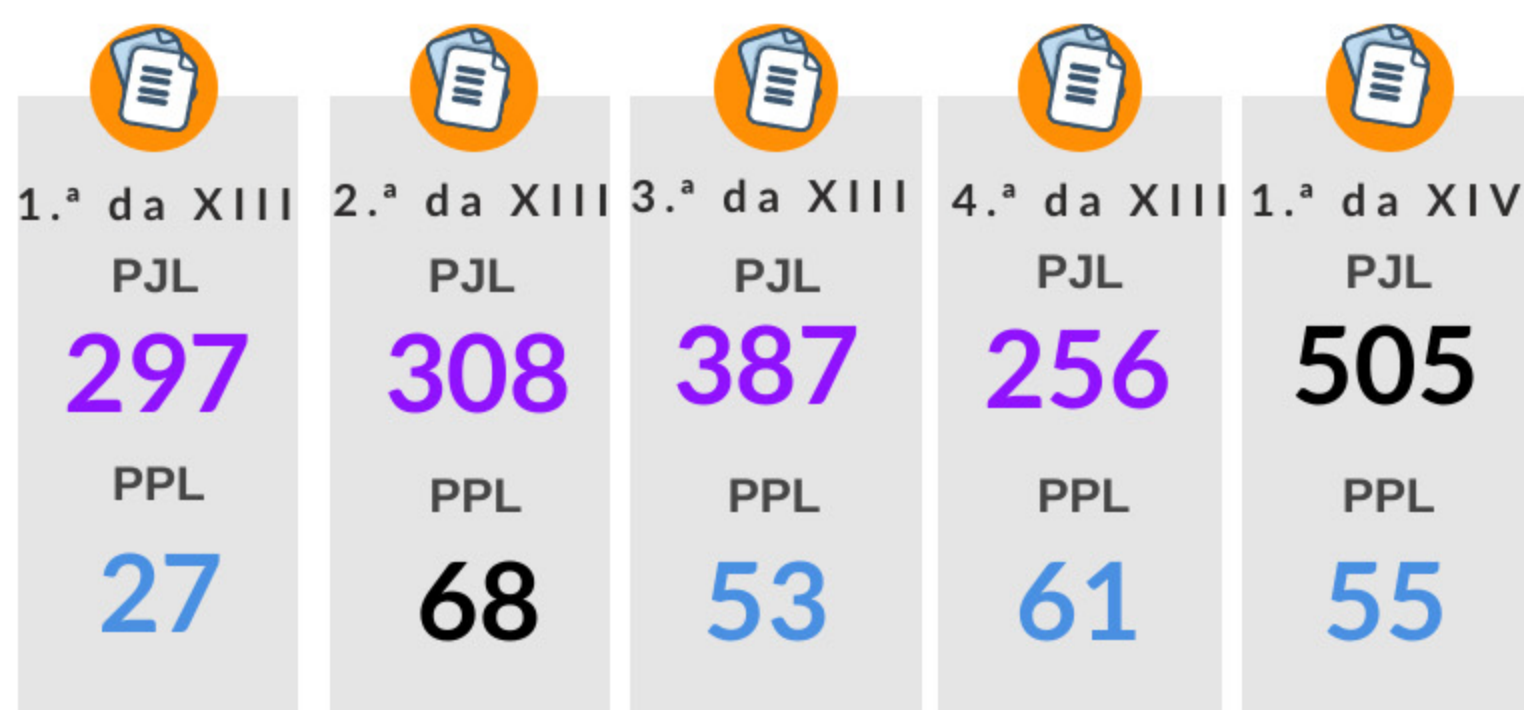 1.ª da XIII
PJL
297
PPL
27
2.ª da XIII
PJL
308
PPL
68
3.ª da XIII
PJL
387
PPL
53
4.ª da XIII
PJL
256
PPL
61
1.ª da XIV
PJL
505
PPL
55